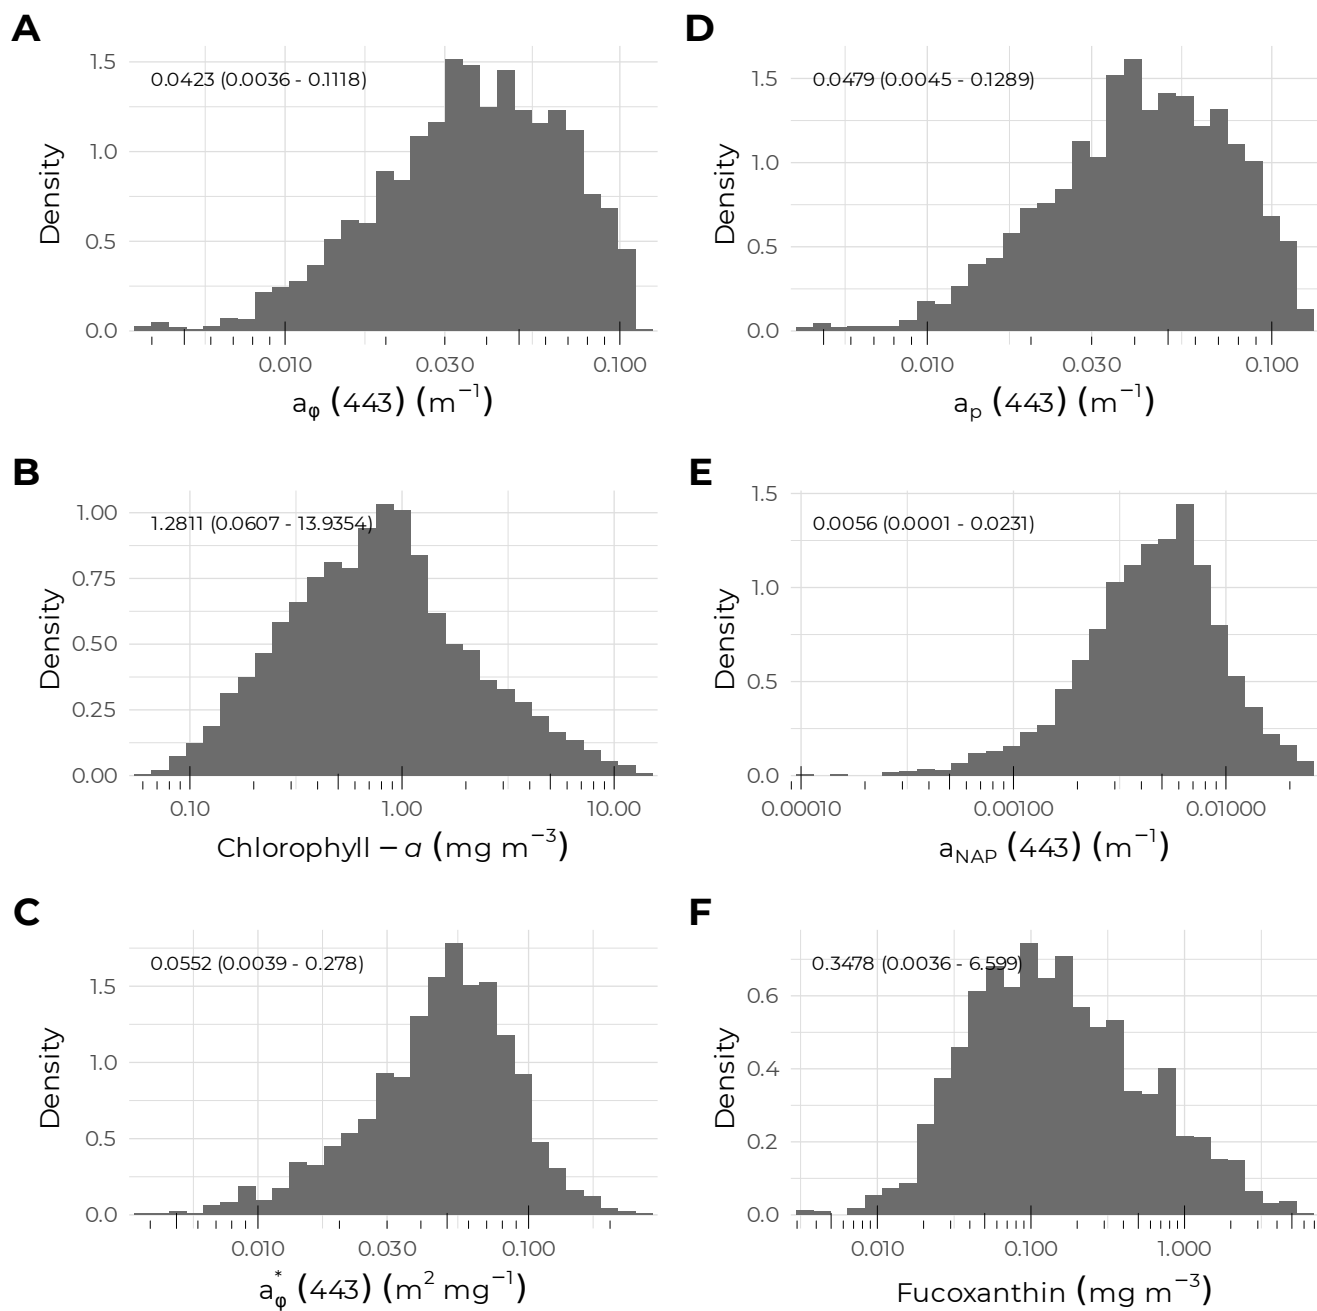 A
Density
1.5
1.0
0.5
0.0
0.0423 (0.0036 - 0.1118)
0.010 0.030 0.100
aφ (443) (m−1)
B
Density
1.00
0.75
0.50
0.25
0.00
1.2811 (0.0607 - 13.9354)
0.10 1.00 10.00
Chlorophyll − a (mg m−3)
C
Density
1.5
1.0
0.5
0.0
0.0552 (0.0039 - 0.278)
0.010 0.030 0.100
a*φ (443) (m2 mg−1)
D
Density
1.5
1.0
0.5
0.0
0.0479 (0.0045 - 0.1289)
0.010 0.030 0.100
ap (443) (m−1)
E
Density
1.5
1.0
0.5
0.0
0.0056 (0.0001 - 0.0231)
0.00010 0.00100 0.01000
aNAP (443) (m−1)
F
Density
0.6
0.4
0.2
0.0
0.3478 (0.0036 - 6.599)
0.010 0.100 1.000
Fucoxanthin (mg m−3)